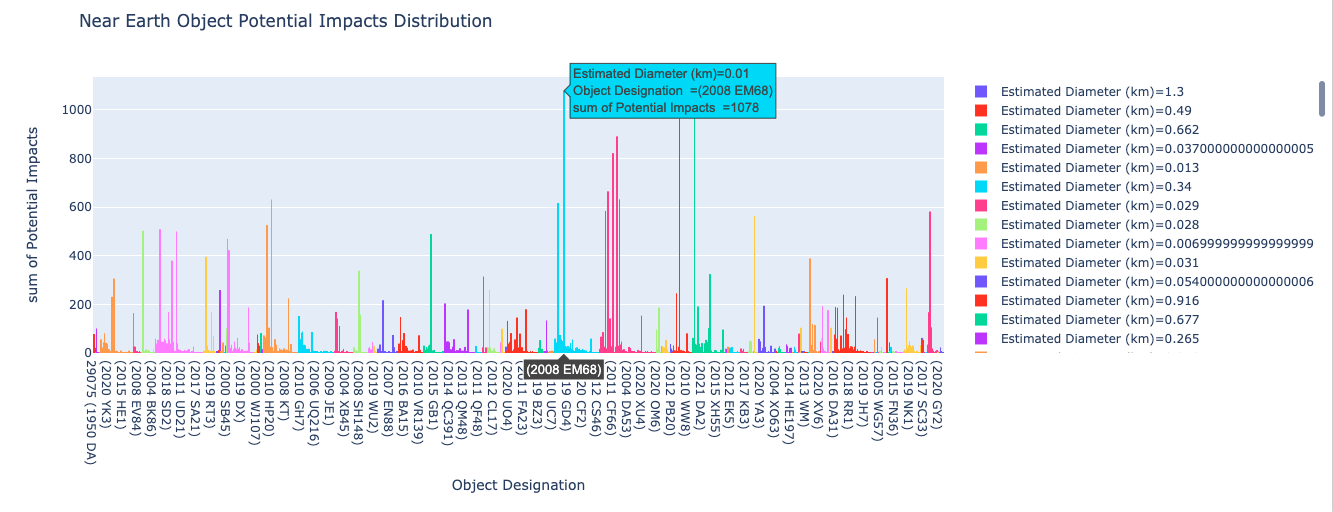 Near Earth Object Potential Impacts Distribution
Estimated Diameter (km)=0.01
Object Designation =(2008 EM68)
sum of Potential Impacts =1078
sum of Potential Impacts
1000
800
600
400
200
0
29075 (1950 DA)
(2020 YK3)
(2015 HE1)
(2008 EV84)
(2004 BK86)
(2018 SD2)
(2011 UD21)
(2017 SA21)
(2019 RT3)
(2000 SB45)
(2019 DX)
(2000 WJ107)
(2010 HP20)
(2008 KT)
(2010 GH7)
(2006 UQ216)
(2009 JE1)
(2004 XB45)
(2008 SH148)
(2019 WU2)
(2007 EN88)
(2016 BA15)
(2010 VR139)
(2015 GB1)
(2014 QC391)
(2013 QM48)
(2011 QF48)
(2012 CL17)
(2020 UO4)
(2011 FA23)
BZ3)
UC7)
(2008 EM68)
GD4)
CF2)
(2012 CS46)
(2011 CF66)
(2004 DA53)
(2020 XU4)
(2020 OM6)
(2012 PB20)
(2010 WW8)
(2021 DA2)
(2015 XH55)
(2012 EK5)
(2017 KB3)
(2020 YA3)
(2004 XO63)
(2014 HE197)
(2013 WM)
(2020 XV6)
(2016 DA31)
(2018 RR1)
(2019 JH7)
(2005 WG57)
(2015 FN36)
(2019 NK1)
(2017 SC33)
(2020 GY2)
Object Designation
Estimated Diameter (km)=1.3
Estimated Diameter (km)=0.49
Estimated Diameter (km)=0.662
Estimated Diameter (km)=0.037000000000000005
Estimated Diameter (km)=0.013
Estimated Diameter (km)=0.34
Estimated Diameter (km)=0.029
Estimated Diameter (km)=0.028
Estimated Diameter (km)=0.006999999999999999
Estimated Diameter (km)=0.031
Estimated Diameter (km)=0.0540000000000000006
Estimated Diameter (km)=0.916
Estimated Diameter (km)=0.677
Estimated Diameter (km)=0.265